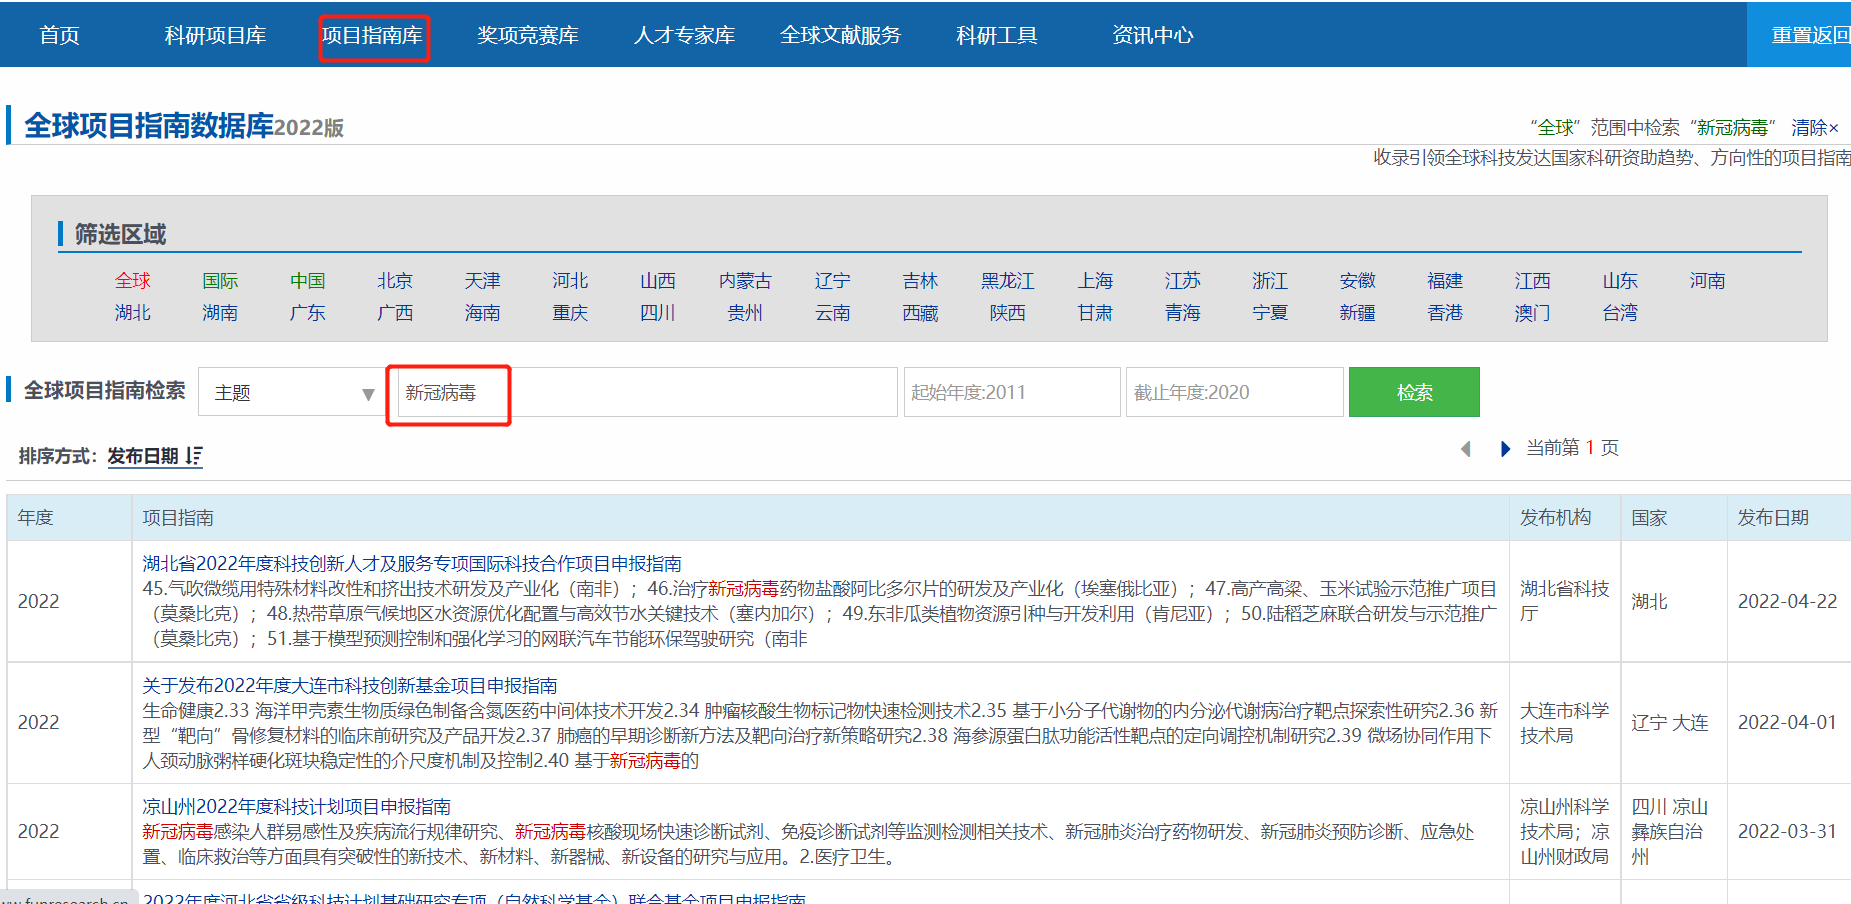 首页 科研项目库 项目指南库 奖项竞赛库 人才专家库 全球文献服务 科研工具 资讯中心 重置返回
全球项目指南数据库2022版
“全球” 范围中检索 “新冠病毒” 清除×
收录引领全球科技发达国家科研资助趋势、方向性的项目指南
筛选区域
全球 国际 中国 北京 天津 河北 山西 内蒙古 辽宁 吉林 黑龙江 上海 江苏 浙江 安徽 福建 江西 山东 河南
湖北 湖南 广东 广西 海南 重庆 四川 贵州 云南 西藏 陕西 甘肃 青海 宁夏 新疆 香港 澳门 台湾
全球项目指南检索 主题 ▼ 新冠病毒 起始年度:2011 截止年度:2020 检索
排序方式: 发布日期 当前第 1 页
年度 项目指南 发布机构 国家 发布日期
湖北省2022年度科技创新人才及服务专项国际科技合作项目申报指南
45.气吹微缆用特殊材料改性和挤出技术研发及产业化（南非）；46.治疗新冠病毒药物盐酸阿比多尔片的研发及产业化（埃塞俄比亚）；47.高产高粱、玉米试验示范推广项目
（莫桑比克）；48.热带草原气候地区水资源优化配置与高效节水关键技术（塞内加尔）；49.东非瓜类植物资源引种与开发利用（肯尼亚）；50.陆稻芝麻联合研发与示范推广
（莫桑比克）；51.基于模型预测控制和强化学习的网联汽车节能环保驾驶研究（南非
2022
湖北省科技
厅
湖北
2022-04-22
关于发布2022年度大连市科技创新基金项目申报指南
生命健康2.33 海洋甲壳素生物质绿色制备含氮医药中间体技术开发2.34 肿瘤核酸生物标记物快速检测技术2.35 基于小分子代谢物的内分泌代谢病治疗靶点探索性研究2.36 新
型“靶向”骨修复材料的临床前研究及产品开发2.37 肺癌的早期诊断新方法及靶向治疗新策略研究2.38 海参源蛋白肽功能活性靶点的定向调控机制研究2.39 微场协同作用下
人颈动脉粥样硬化斑块稳定性的介尺度机制及控制2.40 基于新冠病毒的
2022
大连市科学
技术局
辽宁 大连
2022-04-01
凉山州2022年度科技计划项目申报指南
新冠病毒感染人群易感性及疾病流行规律研究、新冠病毒核酸现场快速诊断试剂、免疫诊断试剂等监测检测相关技术、新冠肺炎治疗药物研发、新冠肺炎预防诊断、应急处
置、临床救治等方面具有突破性的新技术、新材料、新器械、新设备的研究与应用。2.医疗卫生。
2022
凉山州科学
技术局；凉
山州财政局
四川 凉山
彝族自治
州
2022-03-31
2022年度河北省省级科技计划基础研究专项（自然科学基金）联合基金项目申报指南
ww.funresearch.cn